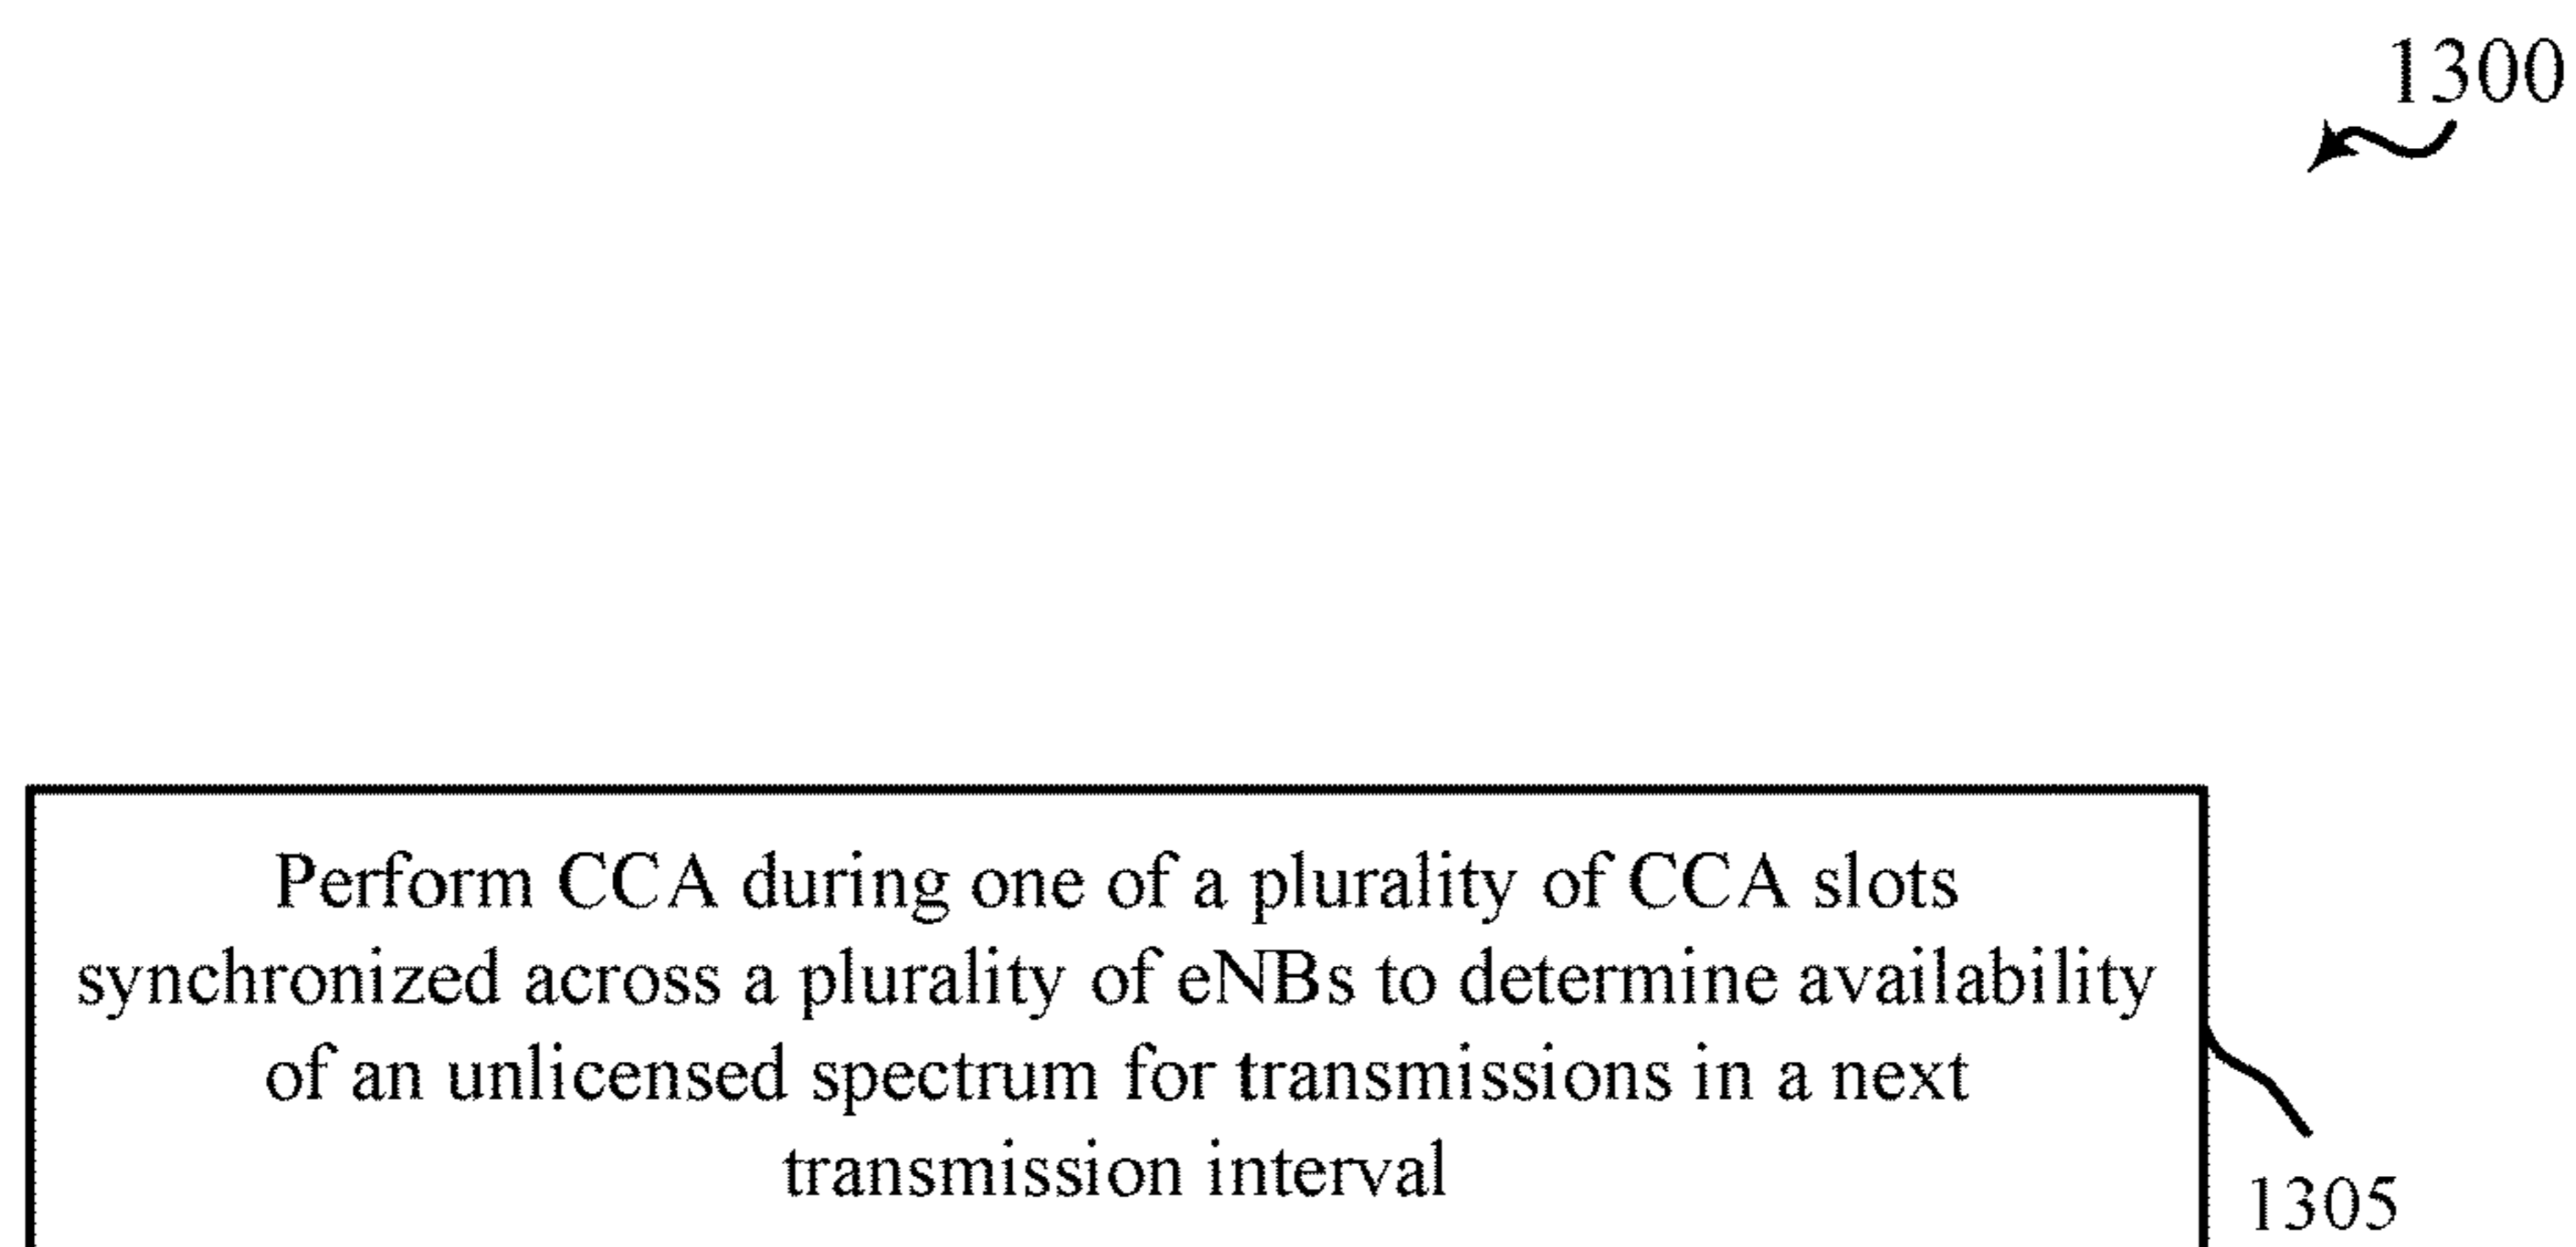 1300
Perform CCA during one of a plurality of CCA slots
synchronized across a plurality of eNBs to determine availability
of an unlicensed spectrum for transmissions in a next
transmission interval
1305